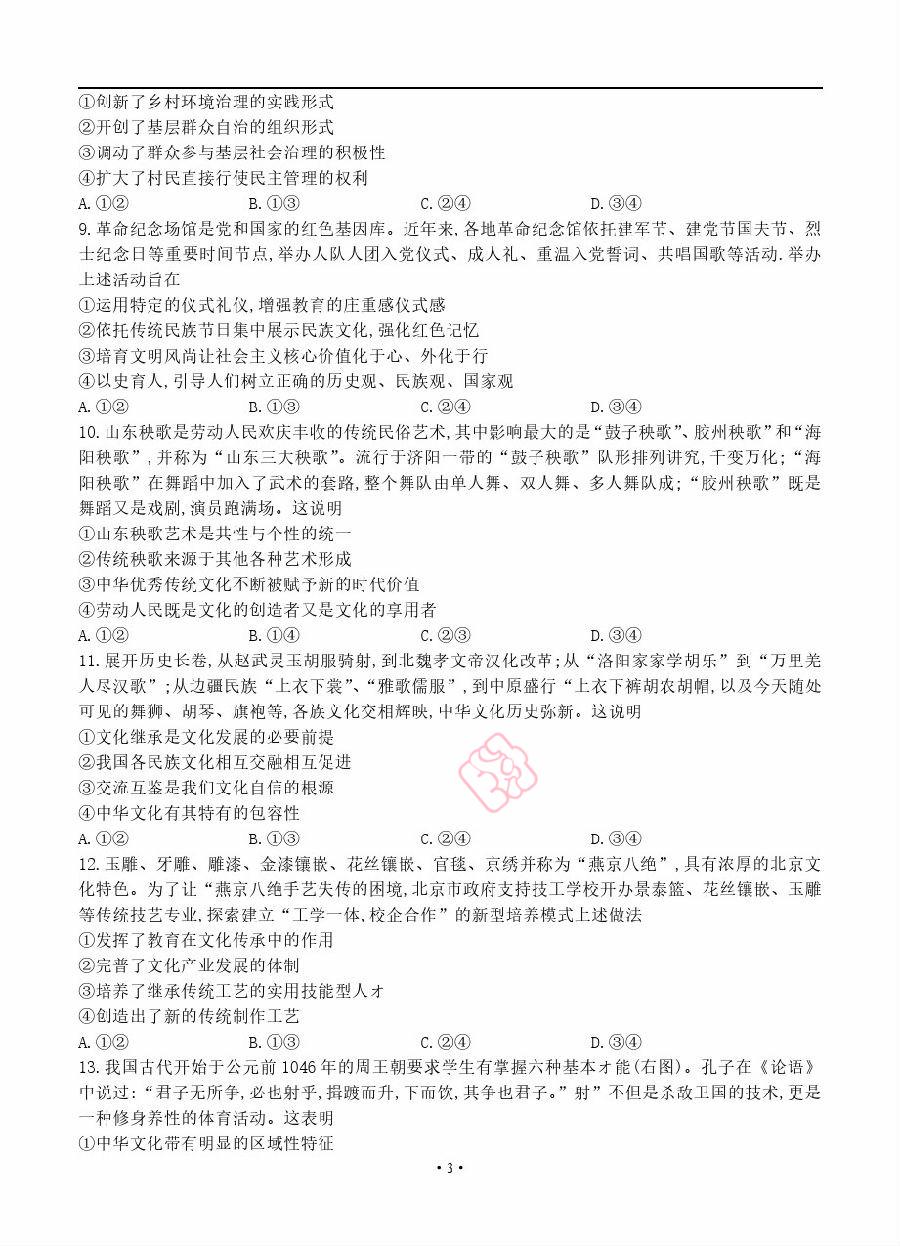 ①创新了乡村环境治理的实践形式
②开创了基层群众自治的组织形式
③调动了群众参与基层社会治理的积极性
④扩大了村民直接行使民主管理的权利
A.①② B.①③ C.②④ D.③④
9.革命纪念场馆是党和国家的红色基因库。近年来,各地革命纪念馆依托建军节、建党节国夫节、烈
士纪念日等重要时间节点,举办人队人团入党仪式、成人礼、重温入党誓词、共唱国歌等活动.举办
上述活动旨在
①运用特定的仪式礼仪,增强教育的庄重感仪式感
②依托传统民族节日集中展示民族文化,强化红色记忆
③培育文明风尚让社会主义核心价值化于心、外化于行
④以史育人,引导人们树立正确的历史观、民族观、国家观
A.①② B.①③ C.②④ D.③④
10.山东秧歌是劳动人民欢庆丰收的传统民俗艺术,其中影响最大的是“鼓子秧歌”、胶州秧歌”和“海
阳秧歌”,并称为“山东三大秧歌”。流行于济阳一带的“鼓子秧歌”队形排列讲究,千变万化;“海
阳秧歌”在舞蹈中加入了武术的套路,整个舞队由单人舞、双人舞、多人舞队成;“胶州秧歌”既是
舞蹈又是戏剧,演员跑满场。这说明
①山东秧歌艺术是共性与个性的统一
②传统秧歌来源于其他各种艺术形成
③中华优秀传统文化不断被赋予新的时代价值
④劳动人民既是文化的创造者又是文化的享用者
A.①② B.①④ C.②③ D.③④
11.展开历史长卷,从赵武灵玉胡服骑射,到北魏孝文帝汉化改革;从“洛阳家家学胡乐”到“万里羌
人尽汉歌”;从边疆民族“上衣下裳”、“雅歌儒服”,到中原盛行“上衣下裤胡农胡帽,以及今天随处
可见的舞狮、胡琴、旗袍等,各族文化交相辉映,中华文化历史弥新。这说明
①文化继承是文化发展的必要前提
②我国各民族文化相互交融相互促进
③交流互鉴是我们文化自信的根源
④中华文化有其特有的包容性
A.①② B.①③ C.②④ D.③④
12.玉雕、牙雕、雕漆、金漆镶嵌、花丝镶嵌、官毯、京绣并称为“燕京八绝”,具有浓厚的北京文
化特色。为了让“燕京八绝手艺失传的困境,北京市政府支持技工学校开办景泰篮、花丝镶嵌、玉雕
等传统技艺专业,探索建立“工学一体,校企合作”的新型培养模式上述做法
①发挥了教育在文化传承中的作用
②完普了文化产业发展的体制
③培养了继承传统工艺的实用技能型人才
④创造出了新的传统制作工艺
A.①② B.①③ C.②④ D.③④
13.我国古代开始于公元前1046年的周王朝要求学生有掌握六种基本才能(右图)。孔子在《论语》
中说过:“君子无所争,必也射乎,揖踱而升,下而饮,其争也君子。”射”不但是杀敌工国的技术,更是
一种修身养性的体育活动。这表明
①中华文化带有明显的区域性特征
·3·